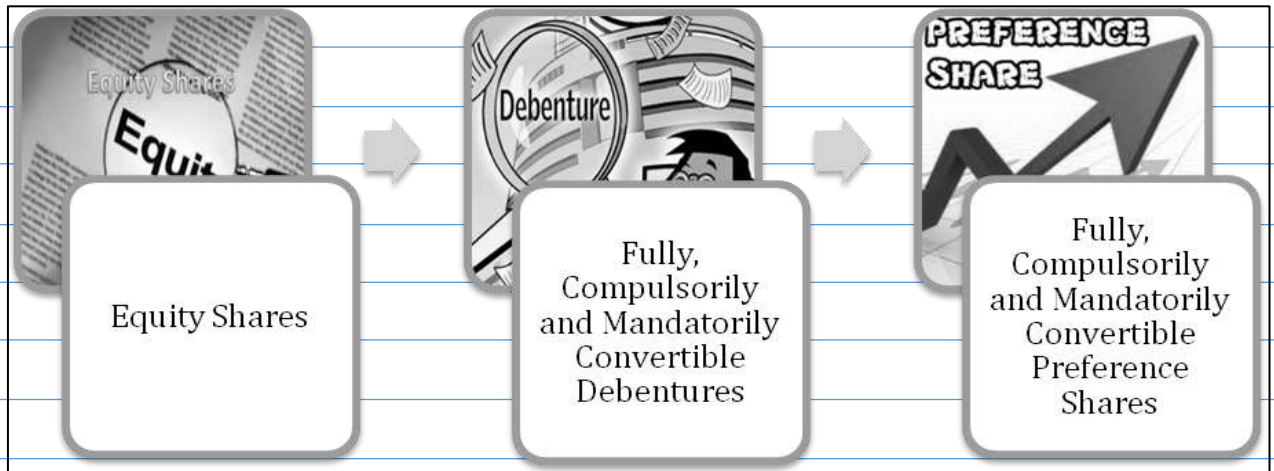 Equity Shares
Equi
Equity Shares
Debenture
Fully,
Compulsorily
and Mandatorily
Convertible
Debentures
PREFERENCE
SHARE
Fully,
Compulsorily
and Mandatorily
Convertible
Preference
Shares